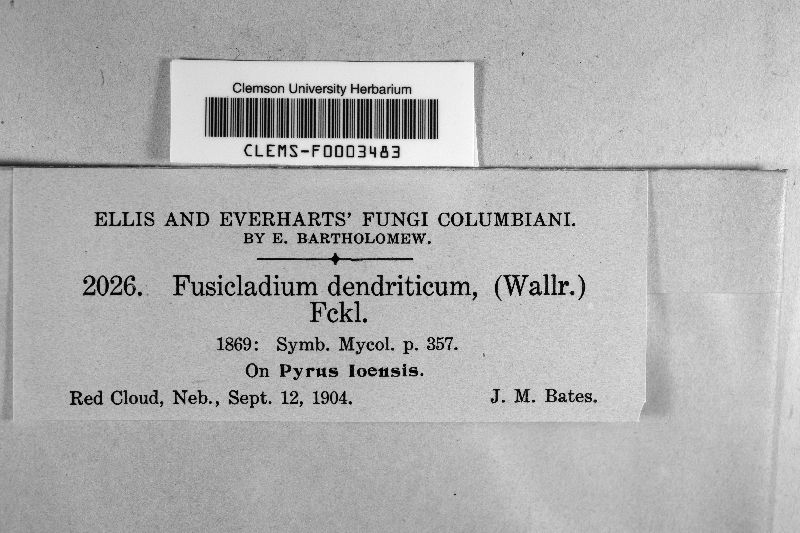 Clemson University Herbarium
CLEMS-F0003483
ELLIS AND EVERHARTS' FUNGI COLUMBIANI.
BY E. BARTHOLOMEW.
2026. Fusicladium dendriticum, (Wallr.)
Fckl.
1869: Symb. Mycol. p. 357.
On Pyrus Ioensis.
Red Cloud, Neb., Sept. 12, 1904. J. M. Bates.